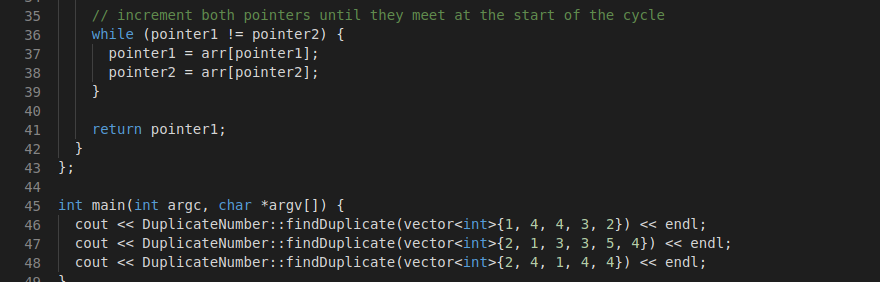 35 // increment both pointers until they meet at the start of the cycle
36 while (pointer1 != pointer2) {
37 pointer1 = arr[pointer1];
38 pointer2 = arr[pointer2];
39 }
40
41 return pointer1;
42 }
43 };
44
45 int main(int argc, char *argv[]) {
46 cout << DuplicateNumber::findDuplicate(vector<int>{1, 4, 4, 3, 2}) << endl;
47 cout << DuplicateNumber::findDuplicate(vector<int>{2, 1, 3, 3, 5, 4}) << endl;
48 cout << DuplicateNumber::findDuplicate(vector<int>{2, 4, 1, 4, 4}) << endl;
49 }